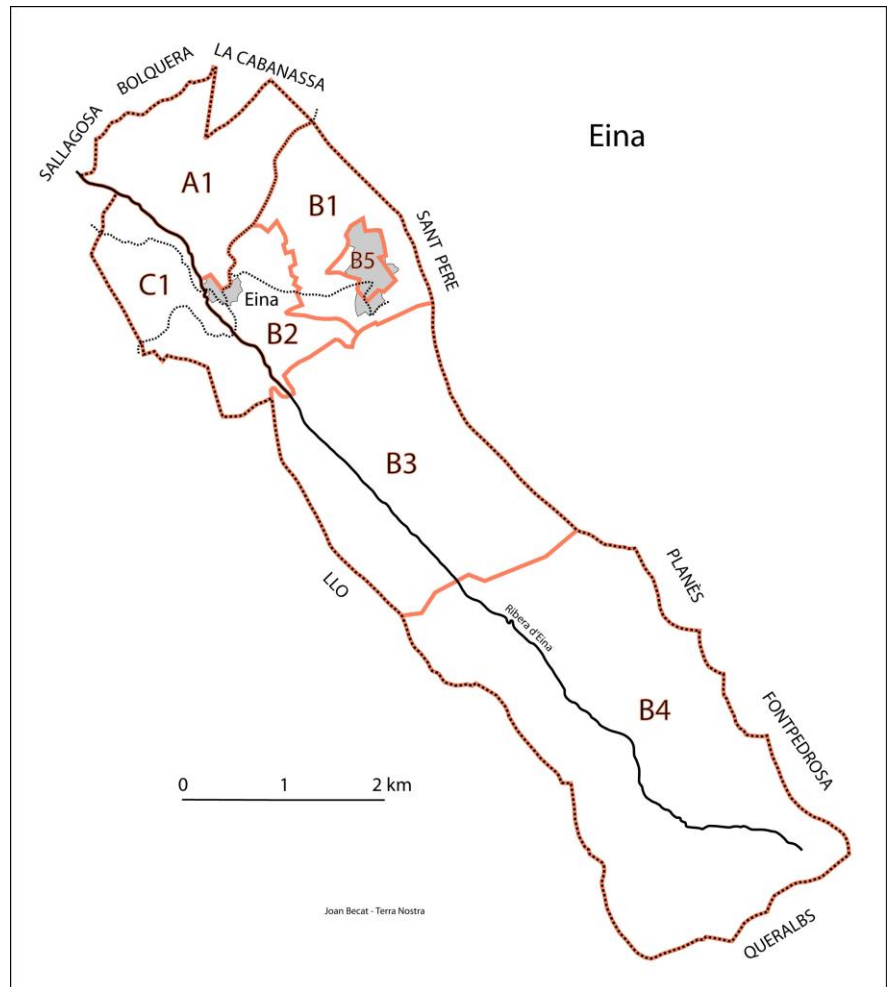 BOLQUERA
LA CABANASSA
SALLAGOSA
Eina
A1
B1
SANT PERE
B5
C1
Eina
B2
B3
LLO
PLANÈS
Ribera d'Eina
B4
FONTPEDROSA
0 1 2 km
Joan Becat - Terra Nostra
QUERALBS